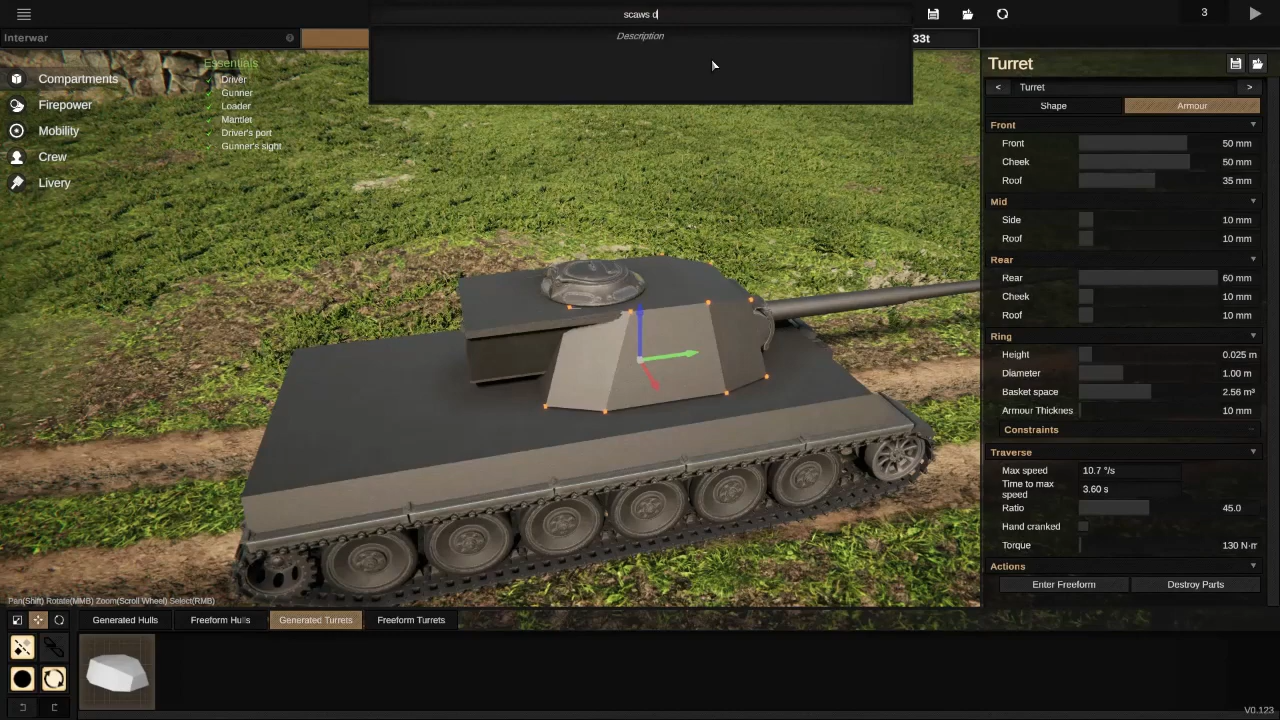 scaws d
3
Interwar
33t
Description
Essentials
Driver
Gunner
Loader
Mantlet
Driver's port
Gunner's sight
Compartments
Firepower
Mobility
Crew
Livery
Turret
< Turret >
Shape Armour
Front
Front 50 mm
Cheek 50 mm
Roof 35 mm
Mid
Side 10 mm
Roof 10 mm
Rear
Rear 60 mm
Cheek 10 mm
Roof 10 mm
Ring
Height 0.025 m
Diameter 1.00 m
Basket space 2.56 m³
Armour Thicknes 10 mm
Constraints
Traverse
Max speed 10.7 °/s
Time to max speed 3.60 s
Ratio 45.0
Hand cranked
Torque 130 N·m
Actions
Enter Freeform Destroy Parts
Pan(Shift) Rotate(MMB) Zoom(Scroll Wheel) Select(RMB)
Generated Hulls Freeform Hulls Generated Turrets Freeform Turrets
V0.123